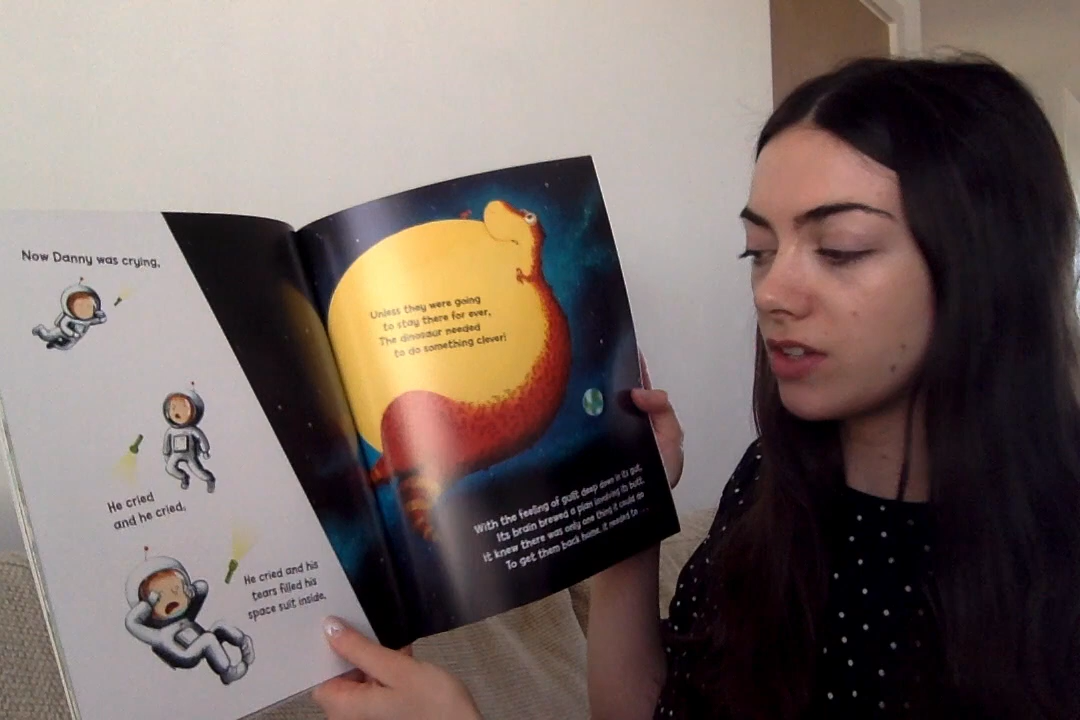 Now Danny was crying,
He cried
and he cried,
He cried and his
tears filled his
space suit inside,
Unless they were going
to stay there for ever,
The dinosaur needed
to do something clever!
With the feeling of guilt deep down in its gut,
Its brain brewed a plan involving its butt.
It knew there was only one thing it could do
To get them back home, it needed to ...